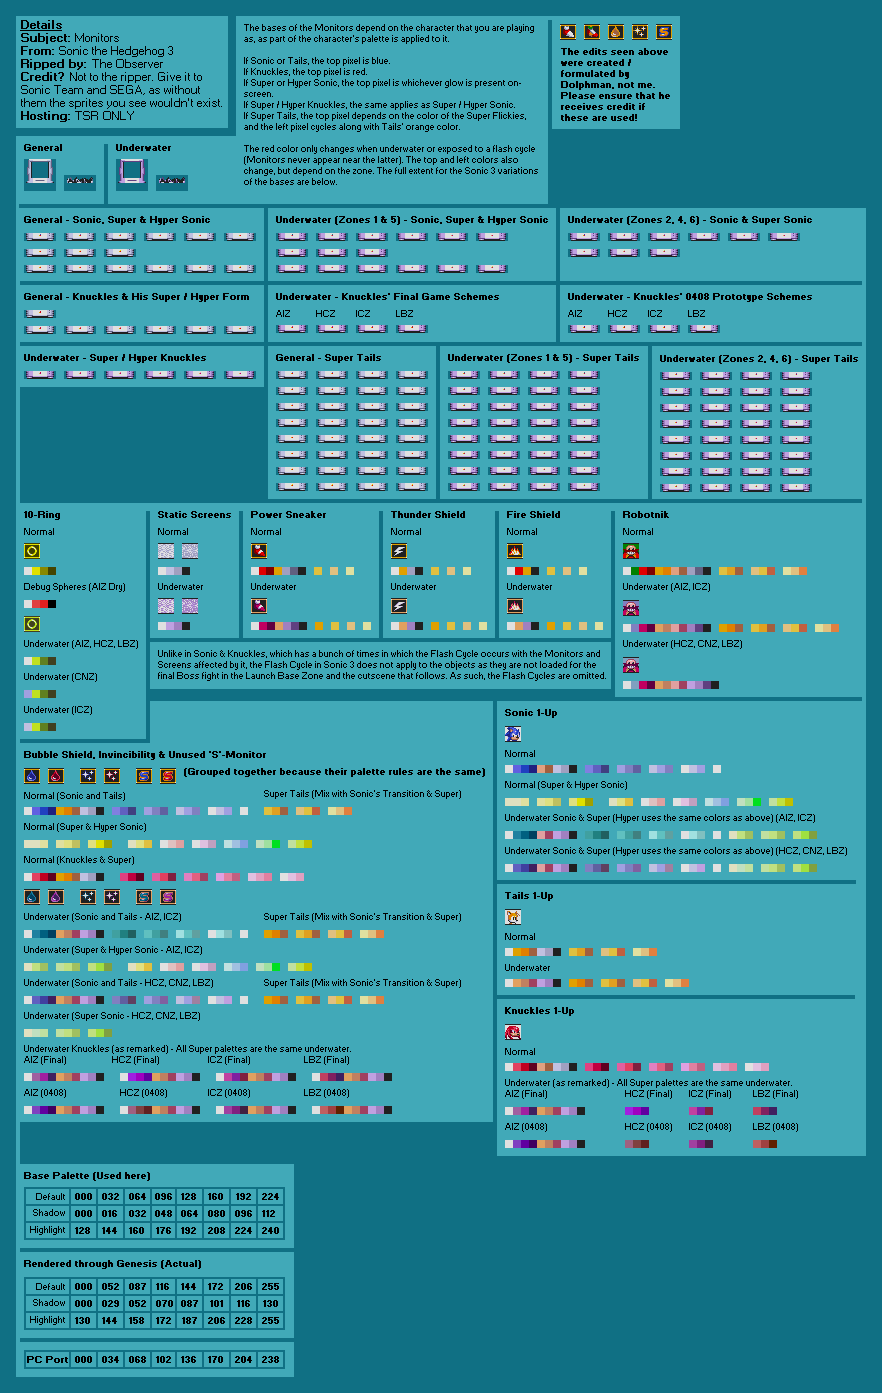 Details
Subject: Monitors
From: Sonic the Hedgehog 3
Ripped by: The Observer
Credit? Not to the ripper. Give it to
Sonic Team and SEGA, as without
them the sprites you see wouldn't exist.
Hosting: TSR ONLY
The bases of the Monitors depend on the character that you are playing
as, as part of the character's palette is applied to it.
If Sonic or Tails, the top pixel is blue.
If Knuckles, the top pixel is red.
If Super or Hyper Sonic, the top pixel is whichever glow is present on-
screen.
If Super / Hyper Knuckles, the same applies as Super / Hyper Sonic.
If Super Tails, the top pixel depends on the color of the Super Flickies,
and the left pixel cycles along with Tails' orange color.
The red color only changes when underwater or exposed to a flash cycle
(Monitors never appear near the latter). The top and left colors also
change, but depend on the zone. The full extent for the Sonic 3 variations
of the bases are below.
The edits seen above
were created /
formulated by
Dolphman, not me.
Please ensure that he
receives credit if
these are used!
General
Underwater
General - Sonic, Super & Hyper Sonic
Underwater (Zones 1 & 5) - Sonic, Super & Hyper Sonic
Underwater (Zones 2, 4, 6) - Sonic & Super Sonic
General - Knuckles & His Super / Hyper Form
Underwater - Knuckles' Final Game Schemes
AIZ HCZ ICZ LBZ
Underwater - Knuckles' 0408 Prototype Schemes
AIZ HCZ ICZ LBZ
Underwater - Super / Hyper Knuckles
General - Super Tails
Underwater (Zones 1 & 5) - Super Tails
Underwater (Zones 2, 4, 6) - Super Tails
10-Ring
Normal
Debug Spheres (AIZ Dry)
Underwater (AIZ, HCZ, LBZ)
Underwater (CNZ)
Underwater (ICZ)
Static Screens
Normal
Underwater
Power Sneaker
Normal
Underwater
Thunder Shield
Normal
Underwater
Fire Shield
Normal
Underwater
Robotnik
Normal
Underwater (AIZ, ICZ)
Underwater (HCZ, CNZ, LBZ)
Unlike in Sonic & Knuckles, which has a bunch of times in which the Flash Cycle occurs with the Monitors and
Screens affected by it, the Flash Cycle in Sonic 3 does not apply to the objects as they are not loaded for the
final Boss fight in the Launch Base Zone and the cutscene that follows. As such, the Flash Cycles are omitted.
Bubble Shield, Invincibility & Unused 'S'-Monitor
(Grouped together because their palette rules are the same)
Normal (Sonic and Tails)
Super Tails (Mix with Sonic's Transition & Super)
Normal (Super & Hyper Sonic)
Normal (Knuckles & Super)
Underwater (Sonic and Tails - AIZ, ICZ)
Super Tails (Mix with Sonic's Transition & Super)
Underwater (Super & Hyper Sonic - AIZ, ICZ)
Underwater (Sonic and Tails - HCZ, CNZ, LBZ)
Super Tails (Mix with Sonic's Transition & Super)
Underwater (Super Sonic - HCZ, CNZ, LBZ)
Underwater Knuckles (as remarked) - All Super palettes are the same underwater.
AIZ (Final) HCZ (Final) ICZ (Final) LBZ (Final)
AIZ (0408) HCZ (0408) ICZ (0408) LBZ (0408)
Sonic 1-Up
Normal
Normal (Super & Hyper Sonic)
Underwater Sonic & Super (Hyper uses the same colors as above) (AIZ, ICZ)
Underwater Sonic & Super (Hyper uses the same colors as above) (HCZ, CNZ, LBZ)
Tails 1-Up
Normal
Underwater
Knuckles 1-Up
Normal
Underwater (as remarked) - All Super palettes are the same underwater.
AIZ (Final) HCZ (Final) ICZ (Final) LBZ (Final)
AIZ (0408) HCZ (0408) ICZ (0408) LBZ (0408)
Base Palette (Used here)
Default 000 032 064 096 128 160 192 224
Shadow 000 016 032 048 064 080 096 112
Highlight 128 144 160 176 192 208 224 240
Rendered through Genesis (Actual)
Default 000 052 087 116 144 172 206 255
Shadow 000 029 052 070 087 101 116 130
Highlight 130 144 158 172 187 206 228 255
PC Port 000 034 068 102 136 170 204 238